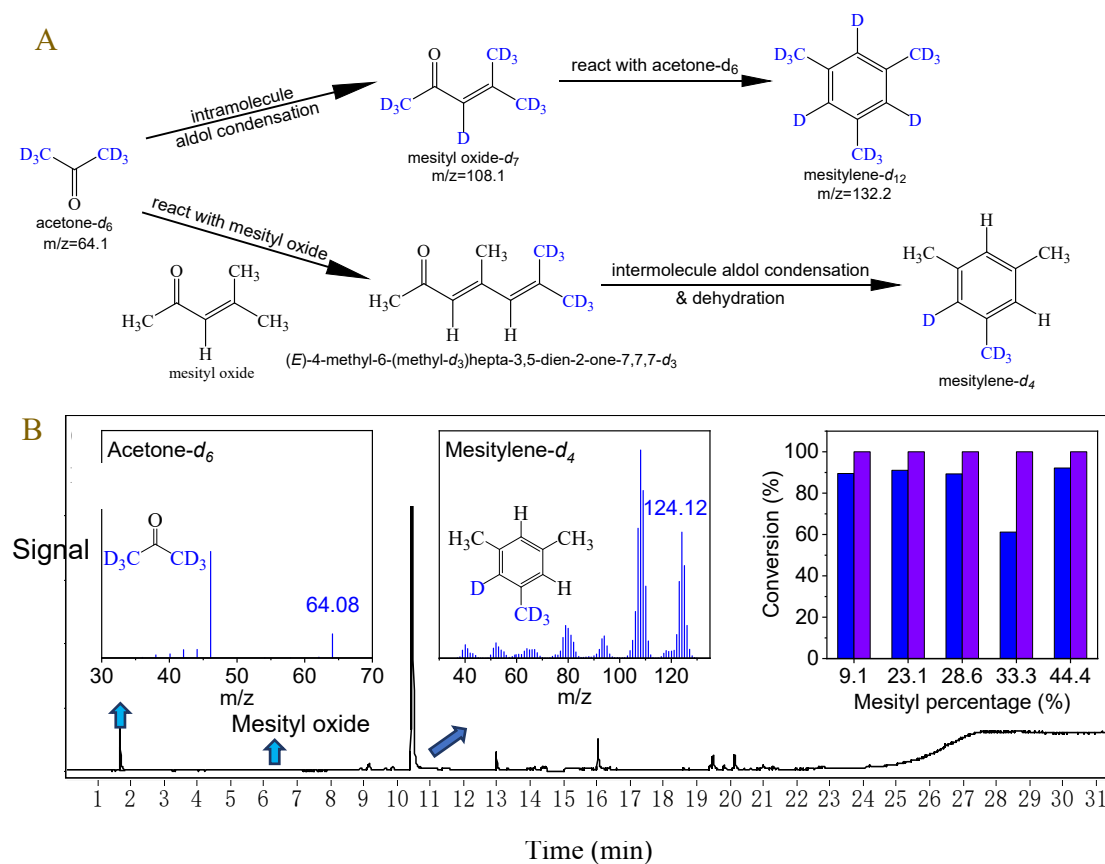 A
D
D3C
CD3
O
CD3
D3C
CD3
D
intramolecule
aldol condensation
react with acetone-d6
D
D
CD3
mesityl oxide-d7
m/z=108.1
mesitylene-d12
m/z=132.2
D3C
CD3
O
acetone-d6
m/z=64.1
react with mesityl oxide
O
CH3
H3C
CH3
H
mesityl oxide
O
CH3
CD3
H3C
CD3
H
H
(E)-4-methyl-6-(methyl-d3)hepta-3,5-dien-2-one-7,7,7-d3
intermolecule aldol condensation
& dehydration
H
CH3
CH3
D
H
CD3
mesitylene-d4
B
Signal
Acetone-d6
O
D3C
CD3
64.08
30 40 50 60 70
m/z
Mesitylene-d4
124.12
H
H3C
CH3
D
H
CD3
40 60 80 100 120
m/z
Conversion (%)
100
80
60
40
20
0
9.1 23.1 28.6 33.3 44.4
Mesityl percentage (%)
Mesityl oxide
1 2 3 4 5 6 7 8 9 10 11 12 13 14 15 16 17 18 19 20 21 22 23 24 25 26 27 28 29 30 31
Time (min)